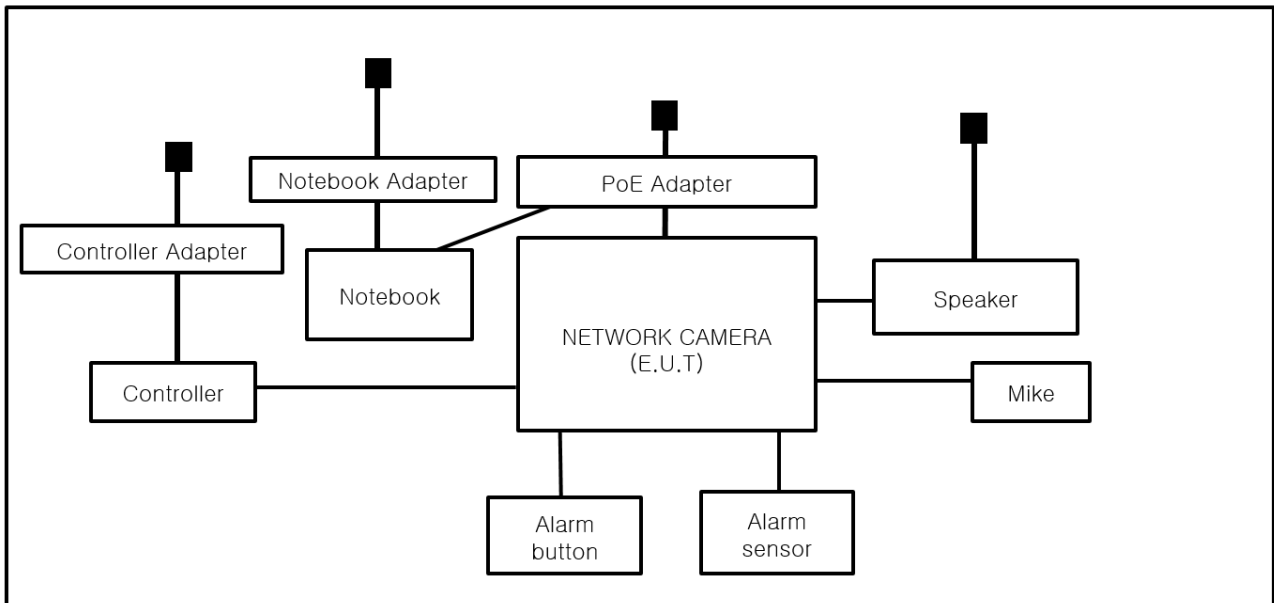 Notebook Adapter
PoE Adapter
Controller Adapter
Notebook
Speaker
NETWORK CAMERA
(E.U.T)
Controller
Mike
Alarm
button
Alarm
sensor